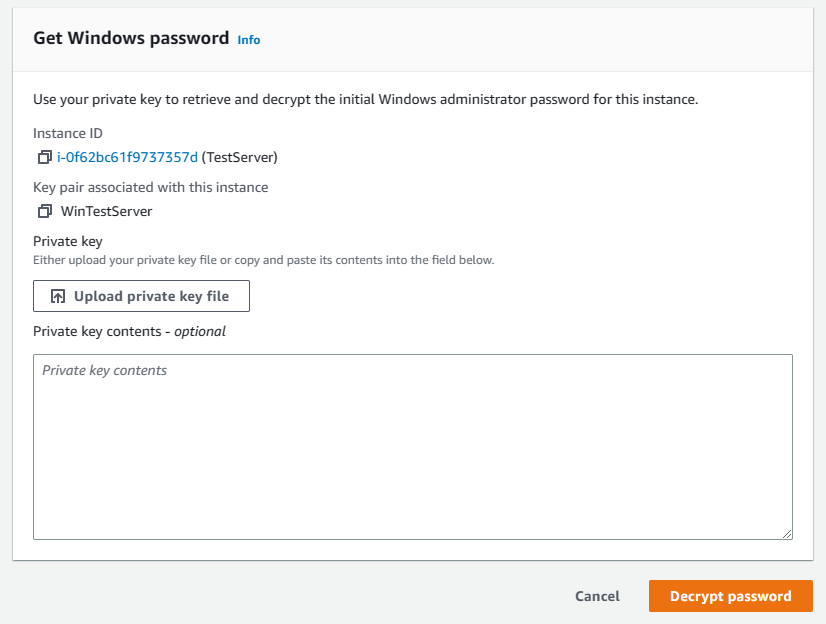 Get Windows password Info
Use your private key to retrieve and decrypt the initial Windows administrator password for this instance.
Instance ID
i-0f62bc61f9737357d (TestServer)
Key pair associated with this instance
WinTestServer
Private key
Either upload your private key file or copy and paste its contents into the field below.
Upload private key file
Private key contents - optional
Private key contents
Cancel Decrypt password